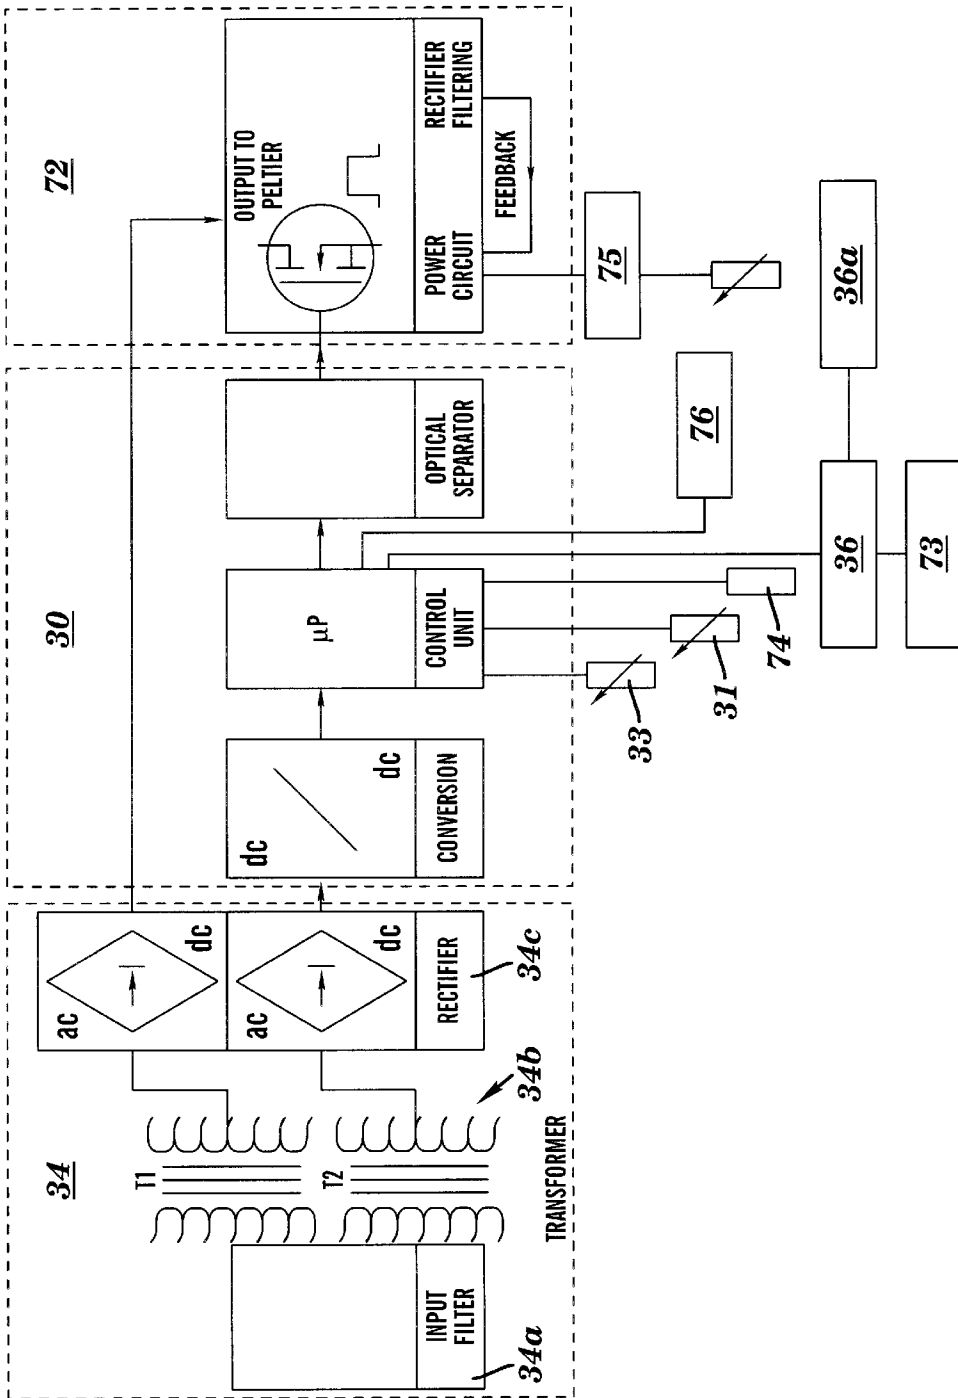 34
T1
T2
TRANSFORMER
34b
INPUT
FILTER
34a
ac
dc
ac
dc
RECTIFIER
34c
30
dc
dc
CONVERSION
µP
CONTROL
UNIT
OPTICAL
SEPARATOR
33
31
74
76
36
36a
73
72
OUTPUT TO
PELTIER
POWER
CIRCUIT
RECTIFIER
FILTERING
FEEDBACK
75